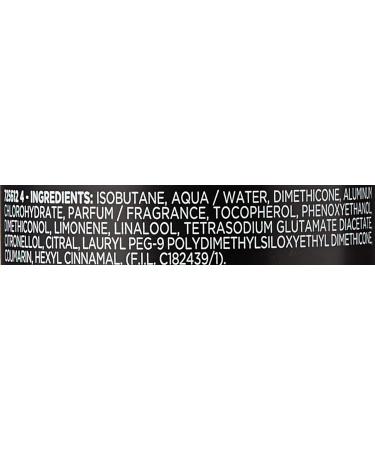 725612 4 - INGREDIENTS: ISOBUTANE, AQUA / WATER, DIMETHICONE, ALUMINUM
CHLOROHYDRATE, PARFUM / FRAGRANCE, TOCOPHEROL, PHENOXYETHANOL,
DIMETHICONOL, LIMONENE, LINALOOL, TETRASODIUM GLUTAMATE DIACETATE
CITRONELLOL, CITRAL, LAURYL PEG-9 POLYDIMETHYLSILOXYETHYL DIMETHICONE,
COUMARIN, HEXYL CINNAMAL. (F.I.L. C182439/1).